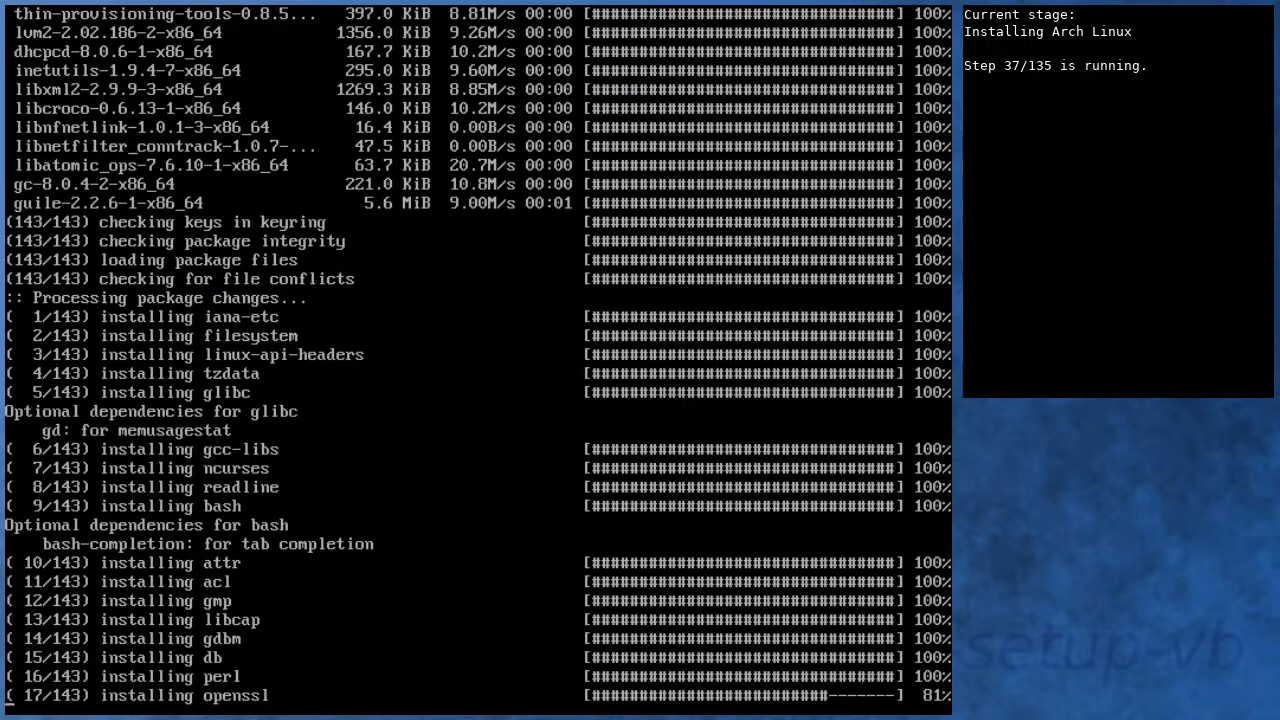 thin-provisioning-tools-0.8.5... 397.0 KiB 8.81M/s 00:00 [################################] 100%
lvm2-2.02.186-2-x86_64 1356.0 KiB 9.26M/s 00:00 [################################] 100%
dhcpcd-8.0.6-1-x86_64 167.7 KiB 10.2M/s 00:00 [################################] 100%
inetutils-1.9.4-7-x86_64 295.0 KiB 9.60M/s 00:00 [################################] 100%
libxml2-2.9.9-3-x86_64 1269.3 KiB 8.85M/s 00:00 [################################] 100%
libcroco-0.6.13-1-x86_64 146.0 KiB 10.2M/s 00:00 [################################] 100%
libnfnetlink-1.0.1-3-x86_64 16.4 KiB 0.00B/s 00:00 [################################] 100%
libnetfilter_conntrack-1.0.7-... 47.5 KiB 0.00B/s 00:00 [################################] 100%
libatomic_ops-7.6.10-1-x86_64 63.7 KiB 20.7M/s 00:00 [################################] 100%
gc-8.0.4-2-x86_64 221.0 KiB 10.8M/s 00:00 [################################] 100%
guile-2.2.6-1-x86_64 5.6 MiB 9.00M/s 00:01 [################################] 100%
(143/143) checking keys in keyring [################################] 100%
(143/143) checking package integrity [################################] 100%
(143/143) loading package files [################################] 100%
(143/143) checking for file conflicts [################################] 100%
:: Processing package changes...
( 1/143) installing iana-etc [################################] 100%
( 2/143) installing filesystem [################################] 100%
( 3/143) installing linux-api-headers [################################] 100%
( 4/143) installing tzdata [################################] 100%
( 5/143) installing glibc [################################] 100%
Optional dependencies for glibc
gd: for memusagestat
( 6/143) installing gcc-libs [################################] 100%
( 7/143) installing ncurses [################################] 100%
( 8/143) installing readline [################################] 100%
( 9/143) installing bash [################################] 100%
Optional dependencies for bash
bash-completion: for tab completion
( 10/143) installing attr [################################] 100%
( 11/143) installing acl [################################] 100%
( 12/143) installing gmp [################################] 100%
( 13/143) installing libcap [################################] 100%
( 14/143) installing gdbm [################################] 100%
( 15/143) installing db [################################] 100%
( 16/143) installing perl [################################] 100%
( 17/143) installing openssl [#########################-------] 81%
Current stage:
Installing Arch Linux
Step 37/135 is running.
setup-vb